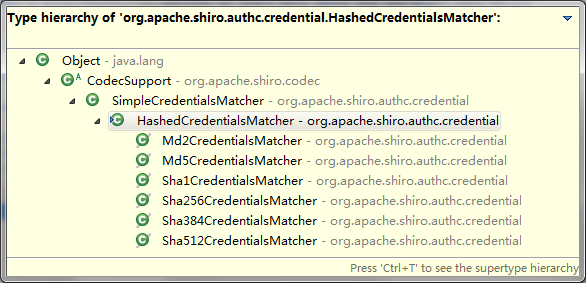 Type hierarchy of 'org.apache.shiro.authc.credential.HashedCredentialsMatcher':
Object - java.lang
CodecSupport - org.apache.shiro.codec
SimpleCredentialsMatcher - org.apache.shiro.authc.credential
HashedCredentialsMatcher - org.apache.shiro.authc.credential
Md2CredentialsMatcher - org.apache.shiro.authc.credential
Md5CredentialsMatcher - org.apache.shiro.authc.credential
Sha1CredentialsMatcher - org.apache.shiro.authc.credential
Sha256CredentialsMatcher - org.apache.shiro.authc.credential
Sha384CredentialsMatcher - org.apache.shiro.authc.credential
Sha512CredentialsMatcher - org.apache.shiro.authc.credential
Press 'Ctrl+T' to see the supertype hierarchy